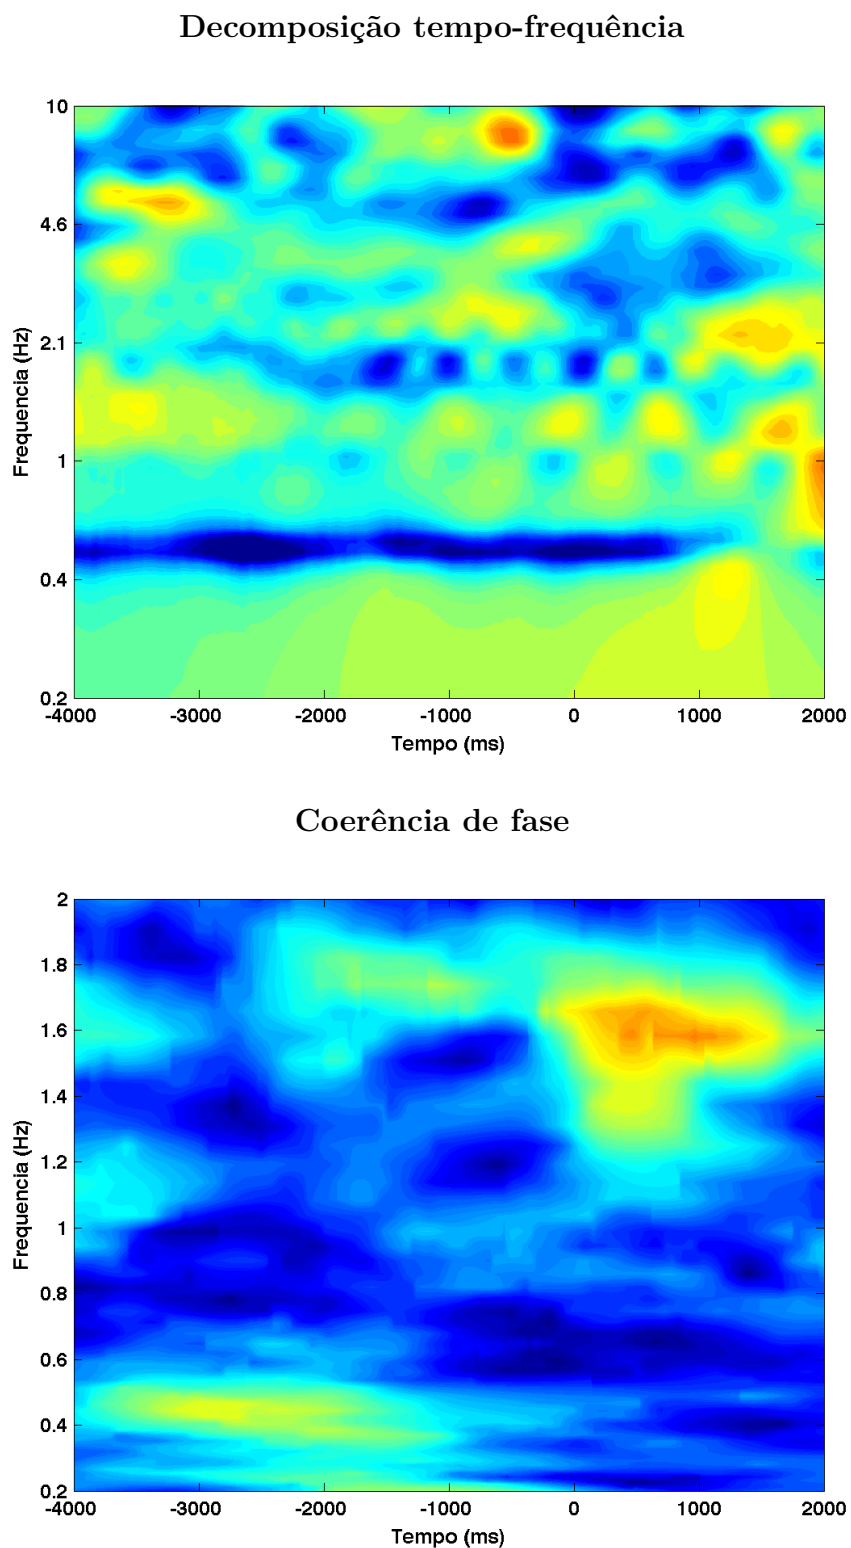 Decomposição tempo-frequência
10
4.6
2.1
1
0.4
0.2
Frequencia (Hz)
-4000 -3000 -2000 -1000 0 1000 2000
Tempo (ms)
Coerência de fase
2
1.8
1.6
1.4
1.2
1
0.8
0.6
0.4
0.2
Frequencia (Hz)
-4000 -3000 -2000 -1000 0 1000 2000
Tempo (ms)